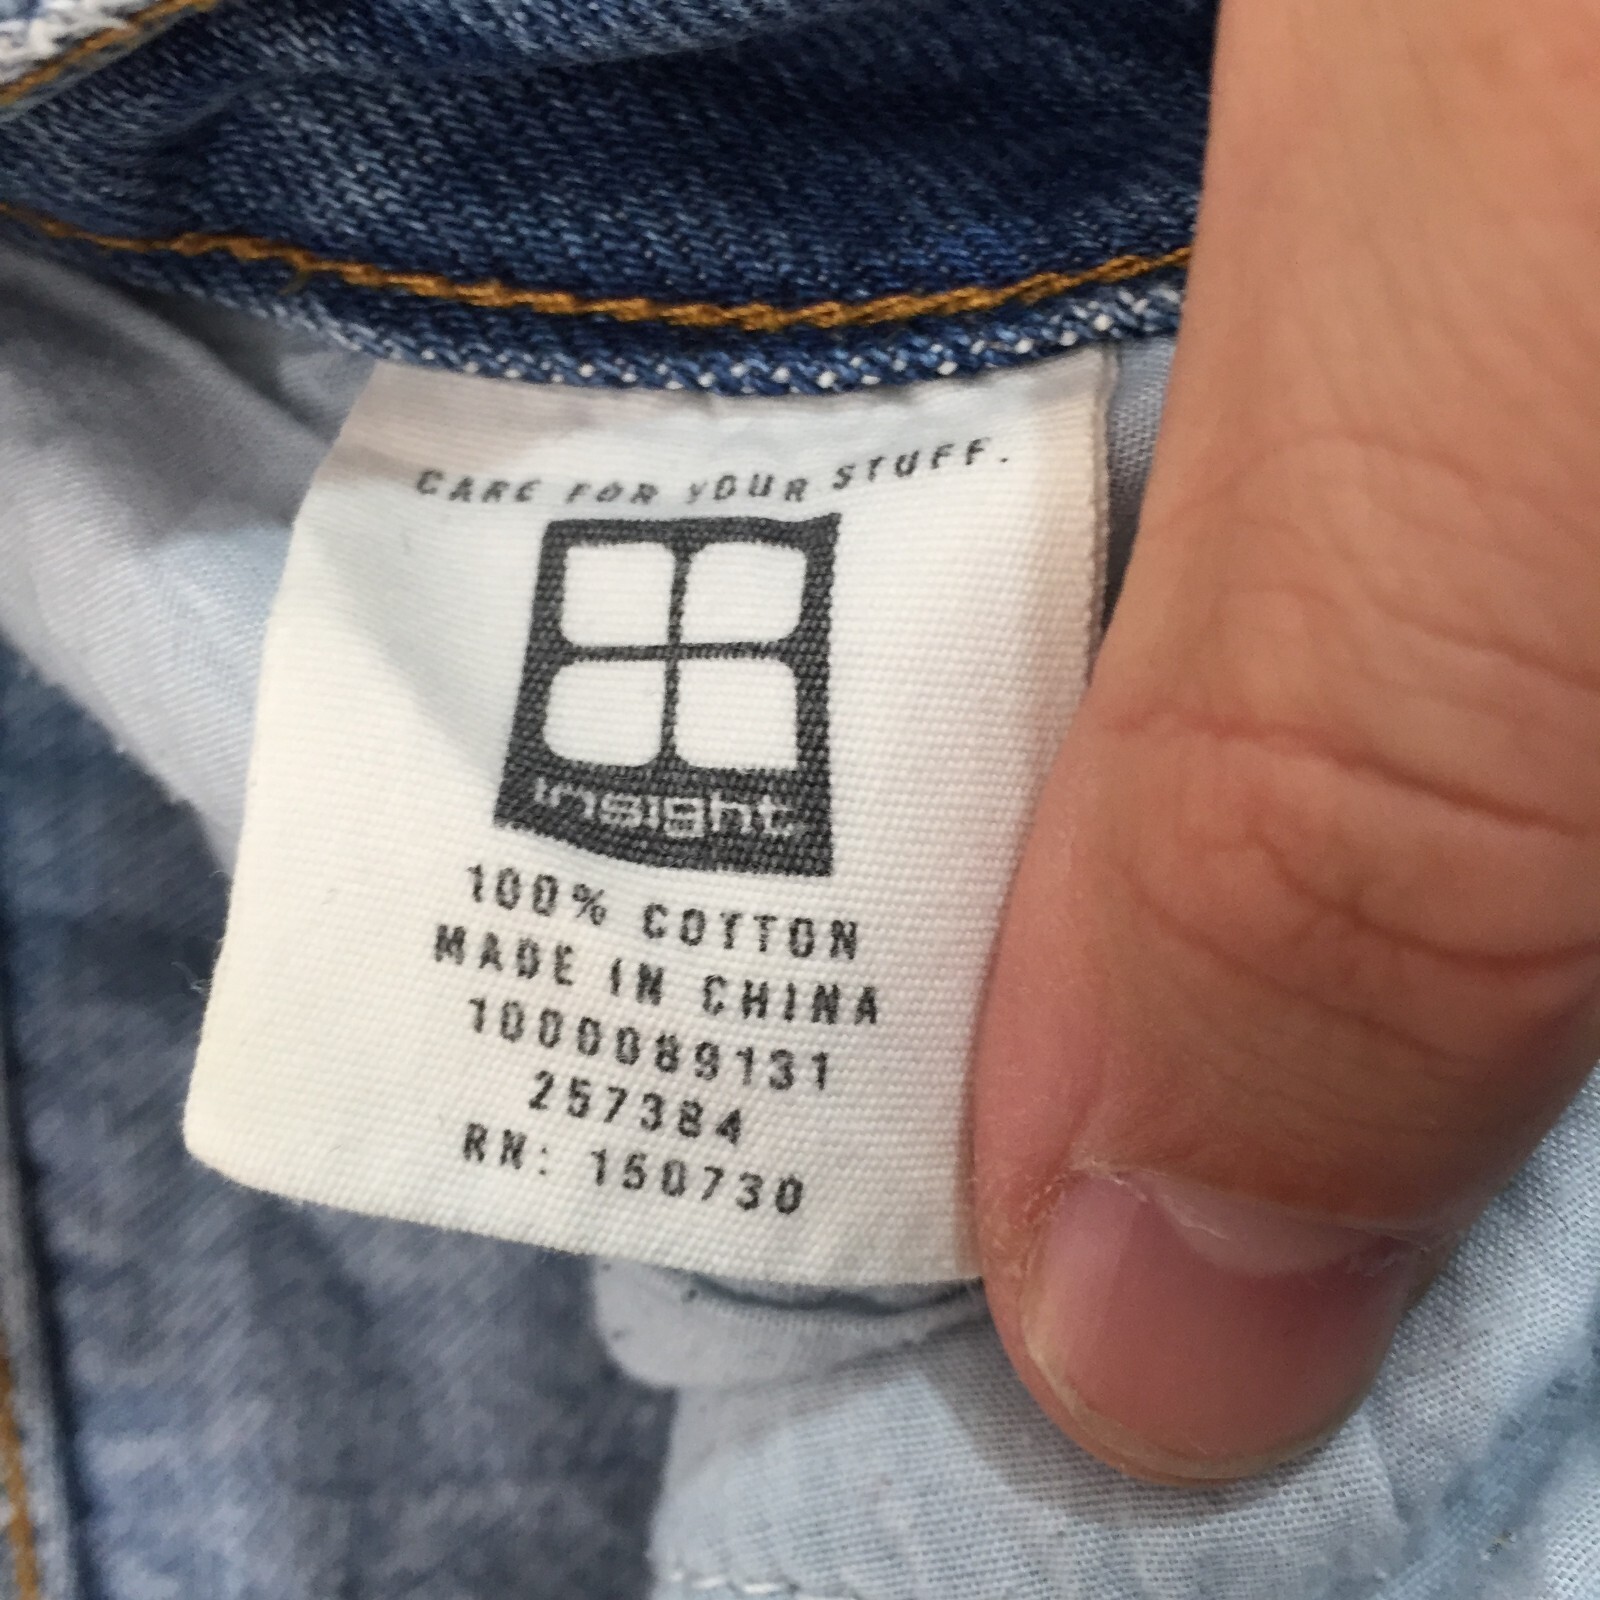 CARE FOR YOUR STUFF.
insight
100% COTTON
MADE IN CHINA
1000089131
257384
RN: 150730